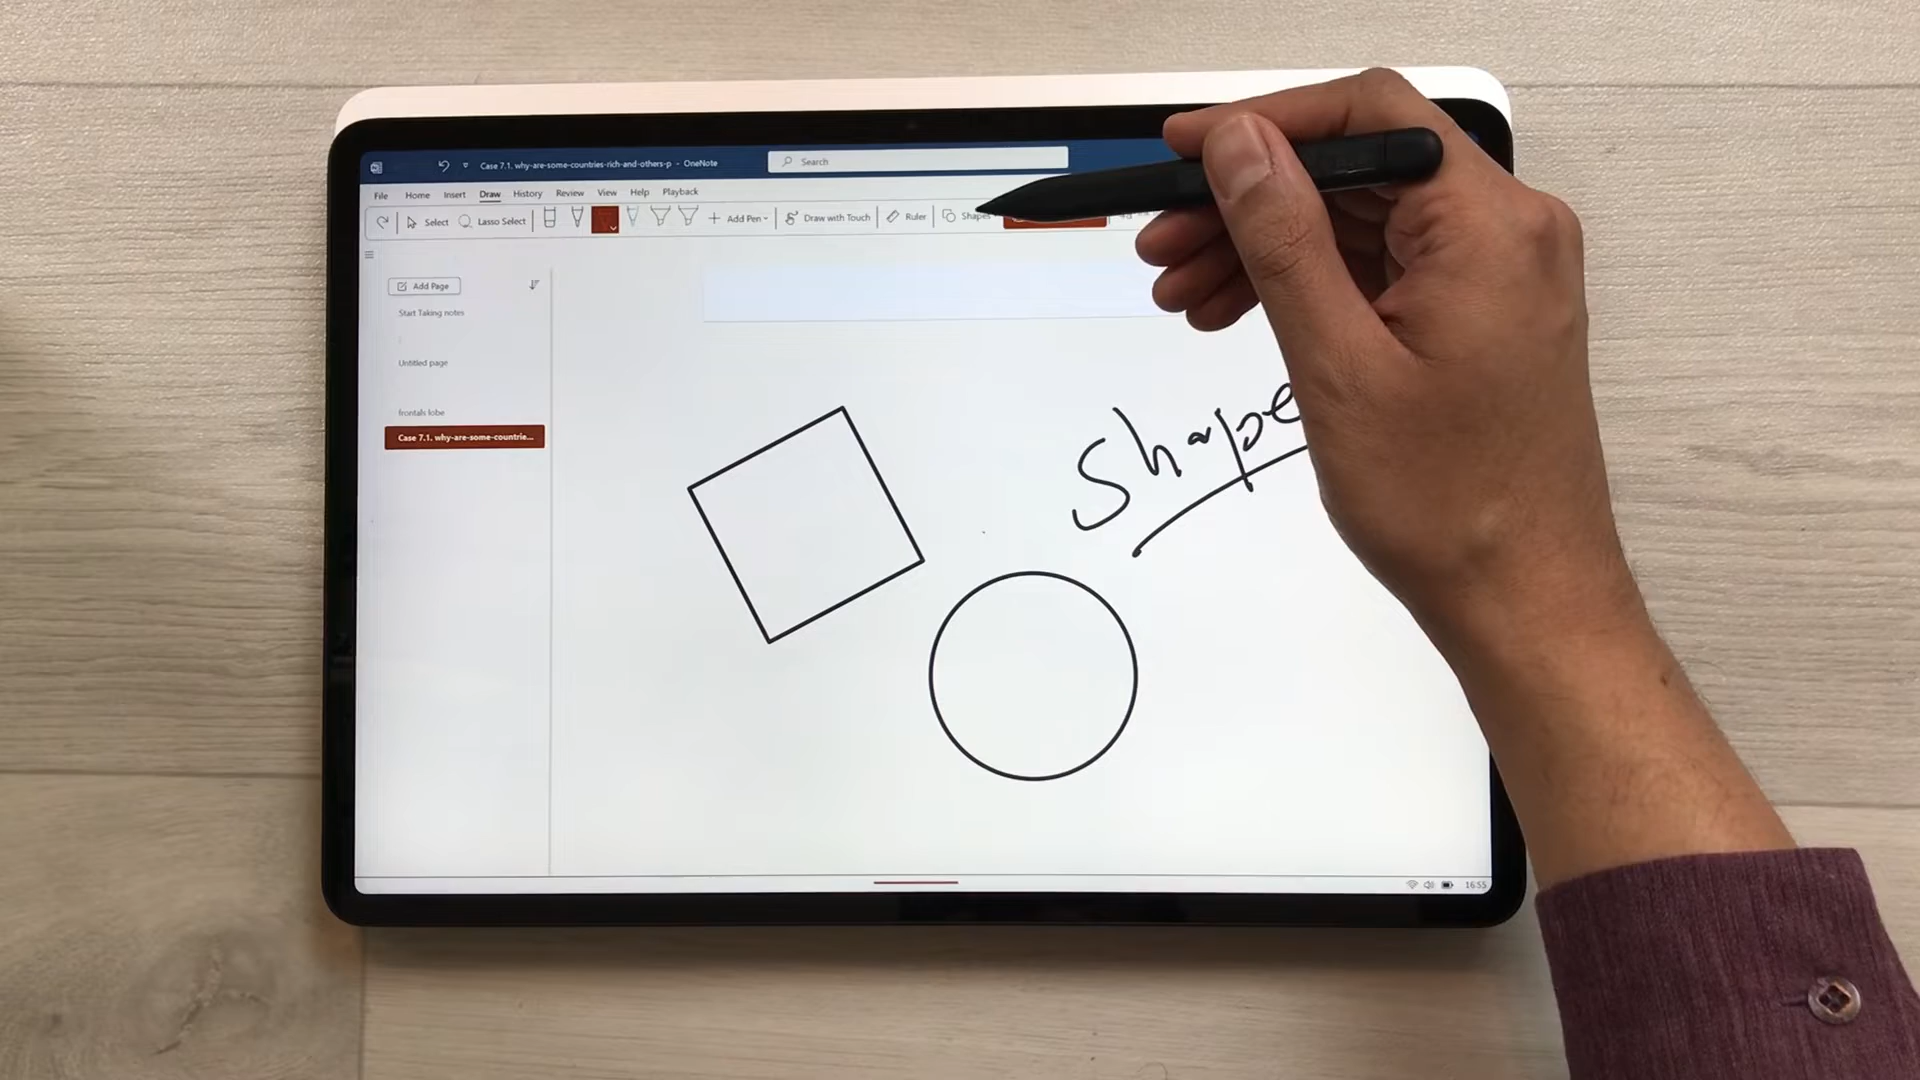 Case 7.1. why-are-some-countries-rich-and-others-p - OneNote
Search
File Home Insert Draw History Review View Help Playback
Select Lasso Select Add Pen Draw with Touch Ruler Shapes
Add Page
Start Taking notes
Untitled page
frontals lobe
Case 7.1. why-are-some-countrie...
Shape
16:55